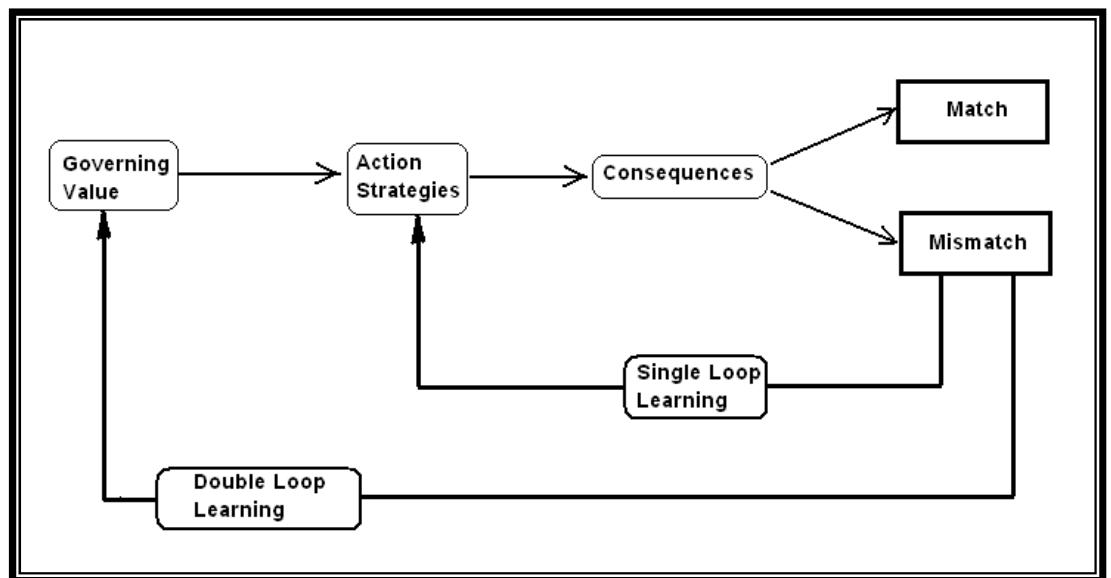 Governing
Value
Action
Strategies
Consequences
Match
Mismatch
Single Loop
Learning
Double Loop
Learning